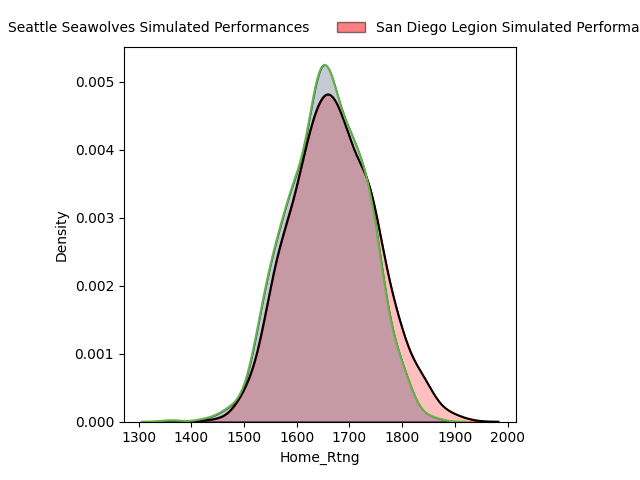 Seattle Seawolves Simulated Performances San Diego Legion Simulated Performa
0.005
0.004
0.003
0.002
0.001
0.000
Density
1300 1400 1500 1600 1700 1800 1900 2000
Home_Rtng